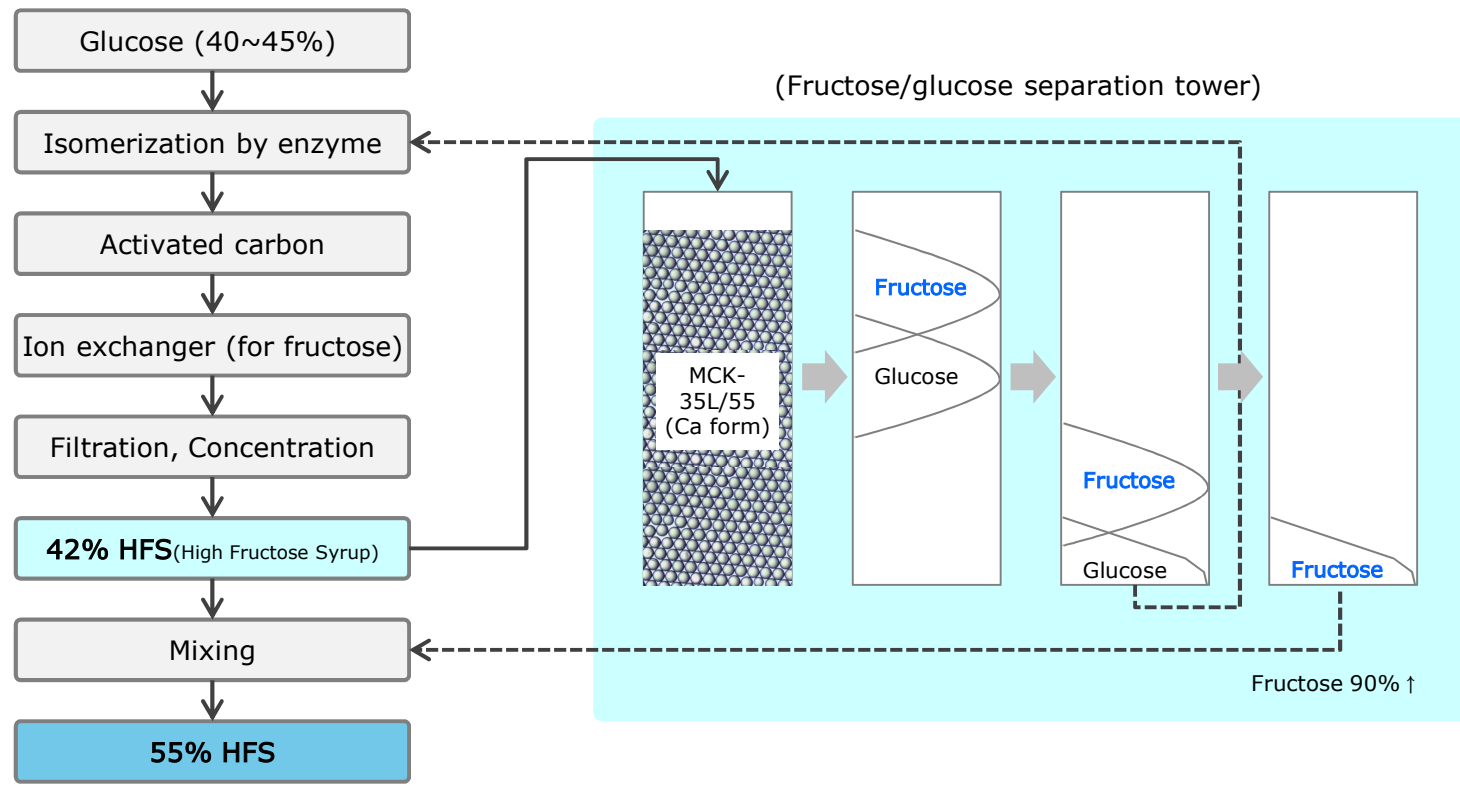 Glucose (40~45%)
Isomerization by enzyme
Activated carbon
Ion exchanger (for fructose)
Filtration, Concentration
42% HFS(High Fructose Syrup)
Mixing
55% HFS
(Fructose/glucose separation tower)
MCK-
35L/55
(Ca form)
Fructose
Glucose
Fructose
Glucose
Fructose
Fructose 90%↑